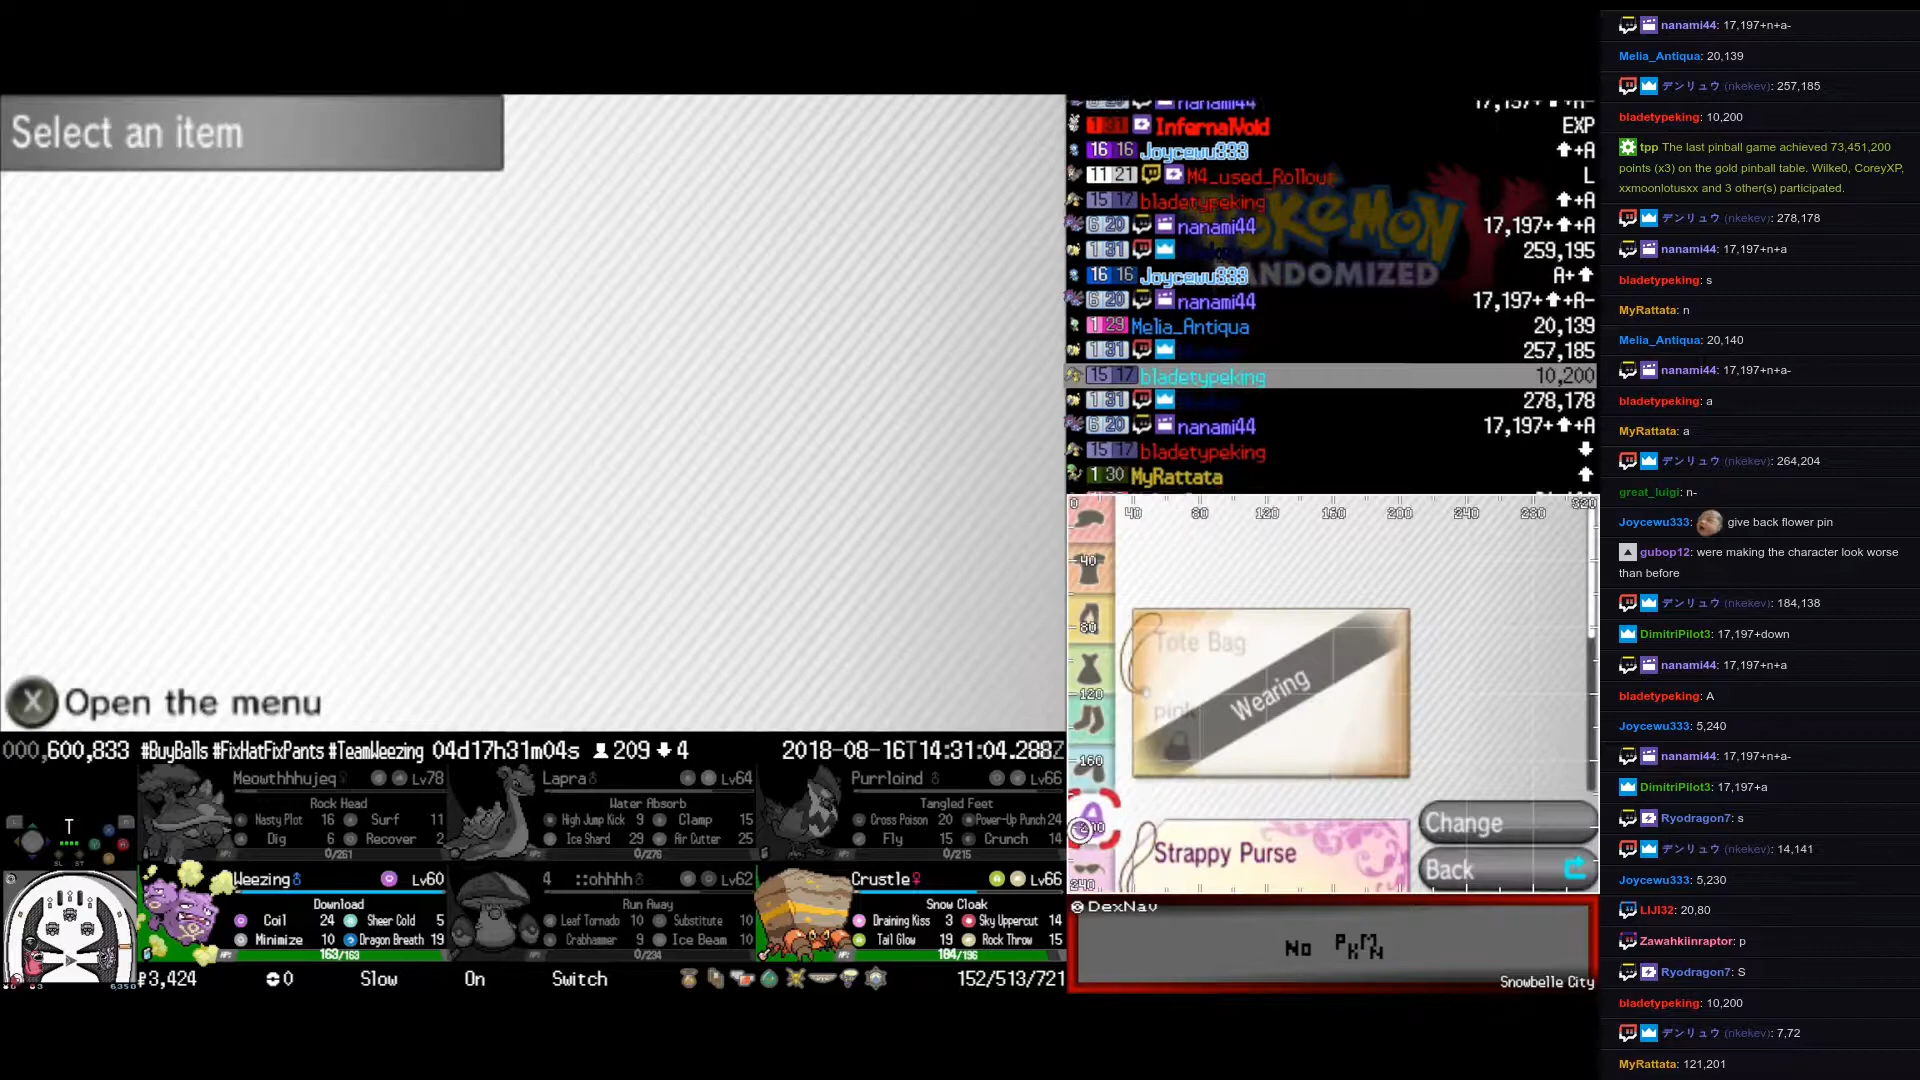 Select an item
Open the menu
X
000,600,833 #BuyBalls #FixHatFixPants #TeamWeezing 04d17h31m04s 209 4 2018-08-16T14:31:04.288Z
Meowthhhujeq Lv78
Rock Head
Nasty Plot 16 Surf 11
Dig 6 Recover 2
0/261
Lapra♂ Lv64
Water Absorb
High Jump Kick 9 Clamp 15
Ice Shard 29 Air Cutter 25
0/276
Purrloind ♂ Lv66
Tangled Feet
Cross Poison 20 Power-Up Punch 24
Fly 15 Crunch 14
0/215
Weezing♂ Lv60
Download
Coil 24 Sheer Cold 5
Minimize 10 Dragon Breath 19
163/163
4 ::ohhhh♂ Lv62
Run Away
Leaf Tornado 10 Substitute 10
Crabhammer 9 Ice Beam 10
0/234
Crustle♀ Lv66
Snow Cloak
Draining Kiss 3 Sky Uppercut 14
Tail Glow 19 Rock Throw 15
184/196
₽3,424 0 Slow On Switch 152/513/721
nanami44
1 31 InfernalVoid EXP
16 16 Joycewu333 ⬆+A
11 21 M4_used_Rollout L
15 17 bladetypeking ⬆+A
6 20 nanami44 17,197+⬆+A
1 31 259,195
16 16 Joycewu333 A+⬆
6 20 nanami44 17,197+⬆+A-
1 29 Melia_Antiqua 20,139
1 31 257,185
15 17 bladetypeking 10,200
1 31 278,178
6 20 nanami44 17,197+⬆+A
15 17 bladetypeking ⬇
1 30 MyRattata ⬆
POKéMON Y
RANDOMIZED
0 40 80 120 160 200 240 280 320
40
80
120
160
200
240
Tote Bag
pink
Wearing
Strappy Purse
Change
Back
DexNav
No PKMN
Snowbelle City
nanami44: 17,197+n+a-
Melia_Antiqua: 20,139
デンリュウ (nkekev): 257,185
bladetypeking: 10,200
tpp The last pinball game achieved 73,451,200
points (x3) on the gold pinball table. Wilke0, CoreyXP,
xxmoonlotusxx and 3 other(s) participated.
デンリュウ (nkekev): 278,178
nanami44: 17,197+n+a
bladetypeking: s
MyRattata: n
Melia_Antiqua: 20,140
nanami44: 17,197+n+a-
bladetypeking: a
MyRattata: a
デンリュウ (nkekev): 264,204
great_luigi: n-
Joycewu333: give back flower pin
gubop12: were making the character look worse
than before
デンリュウ (nkekev): 184,138
DimitriPilot3: 17,197+down
nanami44: 17,197+n+a
bladetypeking: A
Joycewu333: 5,240
nanami44: 17,197+n+a-
DimitriPilot3: 17,197+a
Ryodragon7: s
デンリュウ (nkekev): 14,141
Joycewu333: 5,230
LIJI32: 20,80
Zawahkiinraptor: p
Ryodragon7: S
bladetypeking: 10,200
デンリュウ (nkekev): 7,72
MyRattata: 121,201